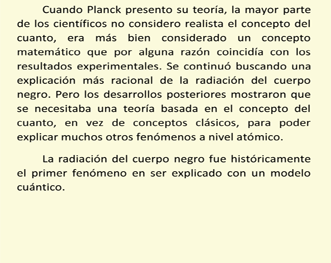 Cuando Planck presento su teoría, la mayor parte
de los científicos no considero realista el concepto del
cuanto, era más bien considerado un concepto
matemático que por alguna razón coincidía con los
resultados experimentales. Se continuó buscando una
explicación más racional de la radiación del cuerpo
negro. Pero los desarrollos posteriores mostraron que
se necesitaba una teoría basada en el concepto del
cuanto, en vez de conceptos clásicos, para poder
explicar muchos otros fenómenos a nivel atómico.
La radiación del cuerpo negro fue históricamente
el primer fenómeno en ser explicado con un modelo
cuántico.